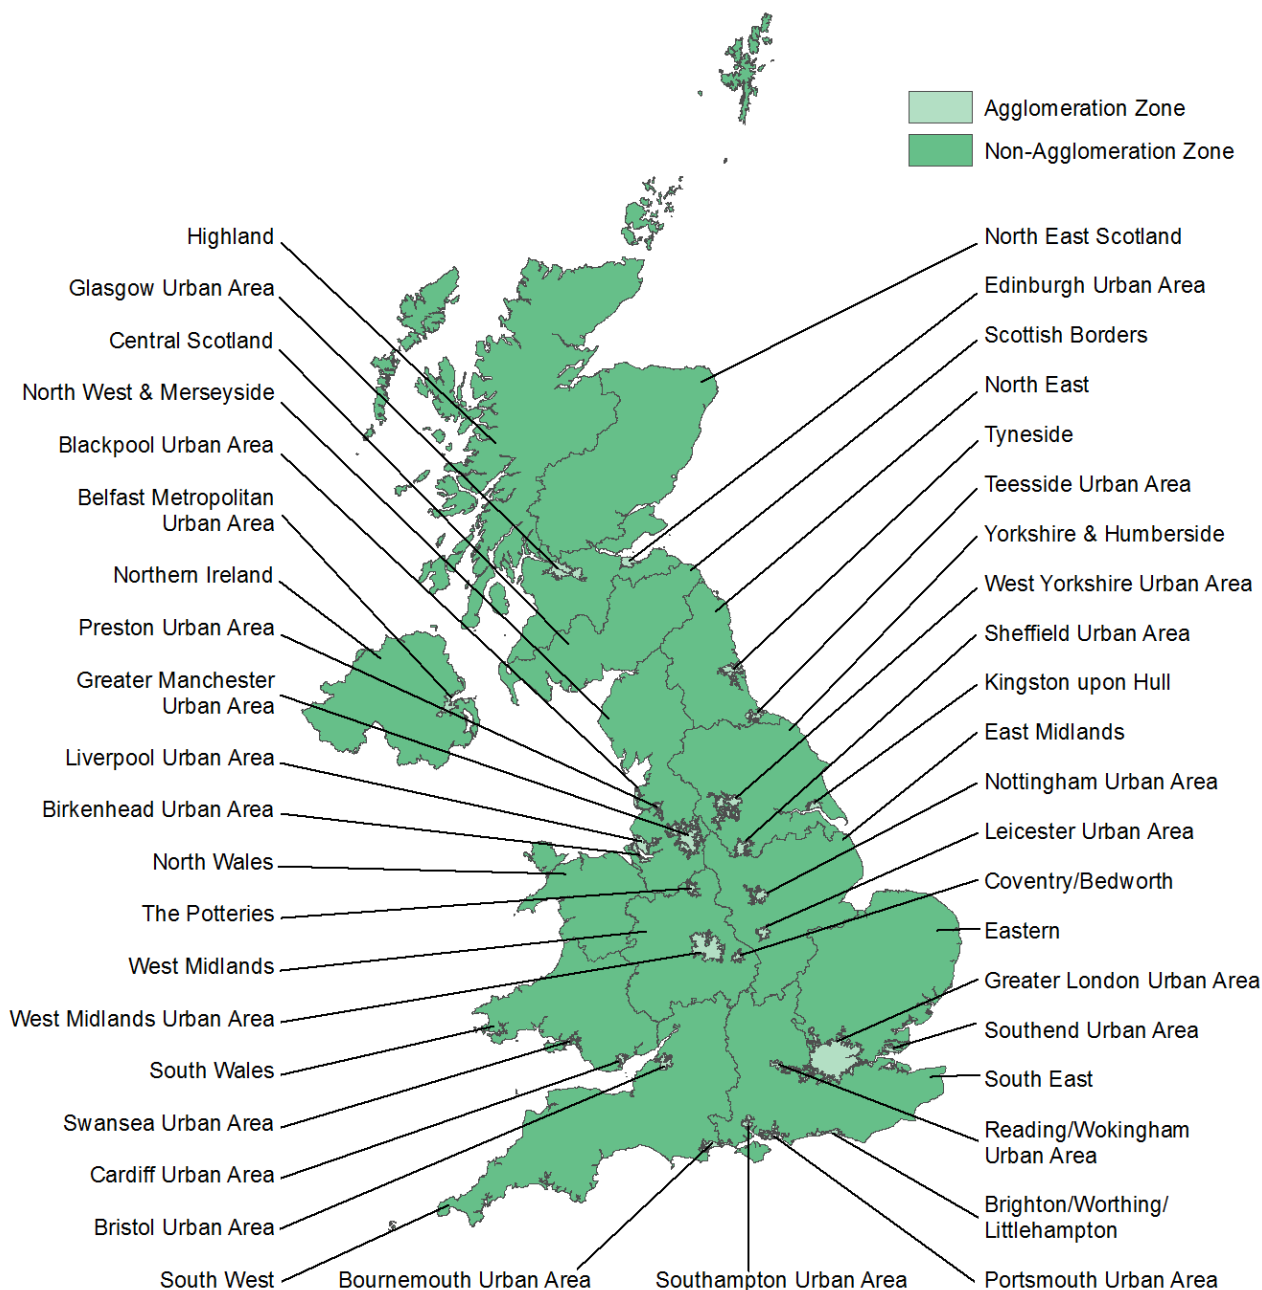 Agglomeration Zone
Non-Agglomeration Zone
Highland
Glasgow Urban Area
Central Scotland
North West & Merseyside
Blackpool Urban Area
Belfast Metropolitan
Urban Area
Northern Ireland
Preston Urban Area
Greater Manchester
Urban Area
Liverpool Urban Area
Birkenhead Urban Area
North Wales
The Potteries
West Midlands
West Midlands Urban Area
South Wales
Swansea Urban Area
Cardiff Urban Area
Bristol Urban Area
South West
Bournemouth Urban Area
Southampton Urban Area
North East Scotland
Edinburgh Urban Area
Scottish Borders
North East
Tyneside
Teesside Urban Area
Yorkshire & Humberside
West Yorkshire Urban Area
Sheffield Urban Area
Kingston upon Hull
East Midlands
Nottingham Urban Area
Leicester Urban Area
Coventry/Bedworth
Eastern
Greater London Urban Area
Southend Urban Area
South East
Reading/Wokingham
Urban Area
Brighton/Worthing/
Littlehampton
Portsmouth Urban Area